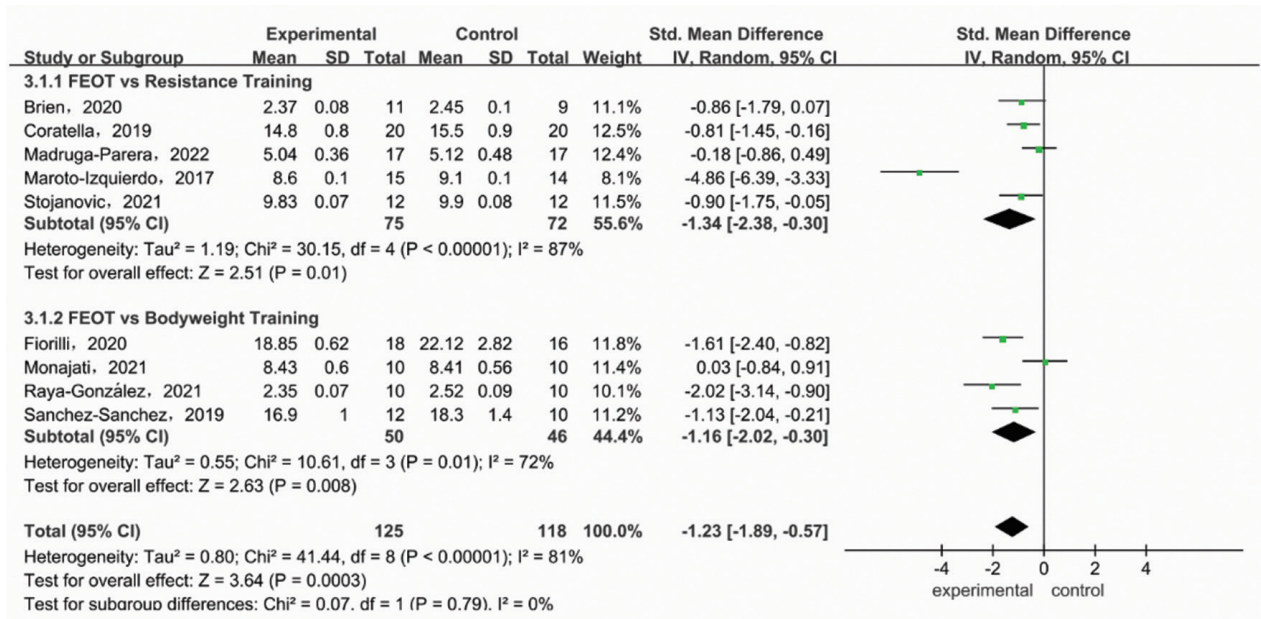 Experimental Control Std. Mean Difference Std. Mean Difference
Study or Subgroup Mean SD Total Mean SD Total Weight IV, Random, 95% CI IV, Random, 95% CI
3.1.1 FEOT vs Resistance Training
Brien, 2020 2.37 0.08 11 2.45 0.1 9 11.1% -0.86 [-1.79, 0.07]
Coratella, 2019 14.8 0.8 20 15.5 0.9 20 12.5% -0.81 [-1.45, -0.16]
Madruga-Parera, 2022 5.04 0.36 17 5.12 0.48 17 12.4% -0.18 [-0.86, 0.49]
Maroto-Izquierdo, 2017 8.6 0.1 15 9.1 0.1 14 8.1% -4.86 [-6.39, -3.33]
Stojanovic, 2021 9.83 0.07 12 9.9 0.08 12 11.5% -0.90 [-1.75, -0.05]
Subtotal (95% CI) 75 72 55.6% -1.34 [-2.38, -0.30]
Heterogeneity: Tau² = 1.19; Chi² = 30.15, df = 4 (P < 0.00001); I² = 87%
Test for overall effect: Z = 2.51 (P = 0.01)
3.1.2 FEOT vs Bodyweight Training
Fiorilli, 2020 18.85 0.62 18 22.12 2.82 16 11.8% -1.61 [-2.40, -0.82]
Monajati, 2021 8.43 0.6 10 8.41 0.56 10 11.4% 0.03 [-0.84, 0.91]
Raya-González, 2021 2.35 0.07 10 2.52 0.09 10 10.1% -2.02 [-3.14, -0.90]
Sanchez-Sanchez, 2019 16.9 1 12 18.3 1.4 10 11.2% -1.13 [-2.04, -0.21]
Subtotal (95% CI) 50 46 44.4% -1.16 [-2.02, -0.30]
Heterogeneity: Tau² = 0.55; Chi² = 10.61, df = 3 (P = 0.01); I² = 72%
Test for overall effect: Z = 2.63 (P = 0.008)
Total (95% CI) 125 118 100.0% -1.23 [-1.89, -0.57]
Heterogeneity: Tau² = 0.80; Chi² = 41.44, df = 8 (P < 0.00001); I² = 81%
Test for overall effect: Z = 3.64 (P = 0.0003)
Test for subgroup differences: Chi² = 0.07, df = 1 (P = 0.79), I² = 0%
-4 -2 0 2 4
experimental control